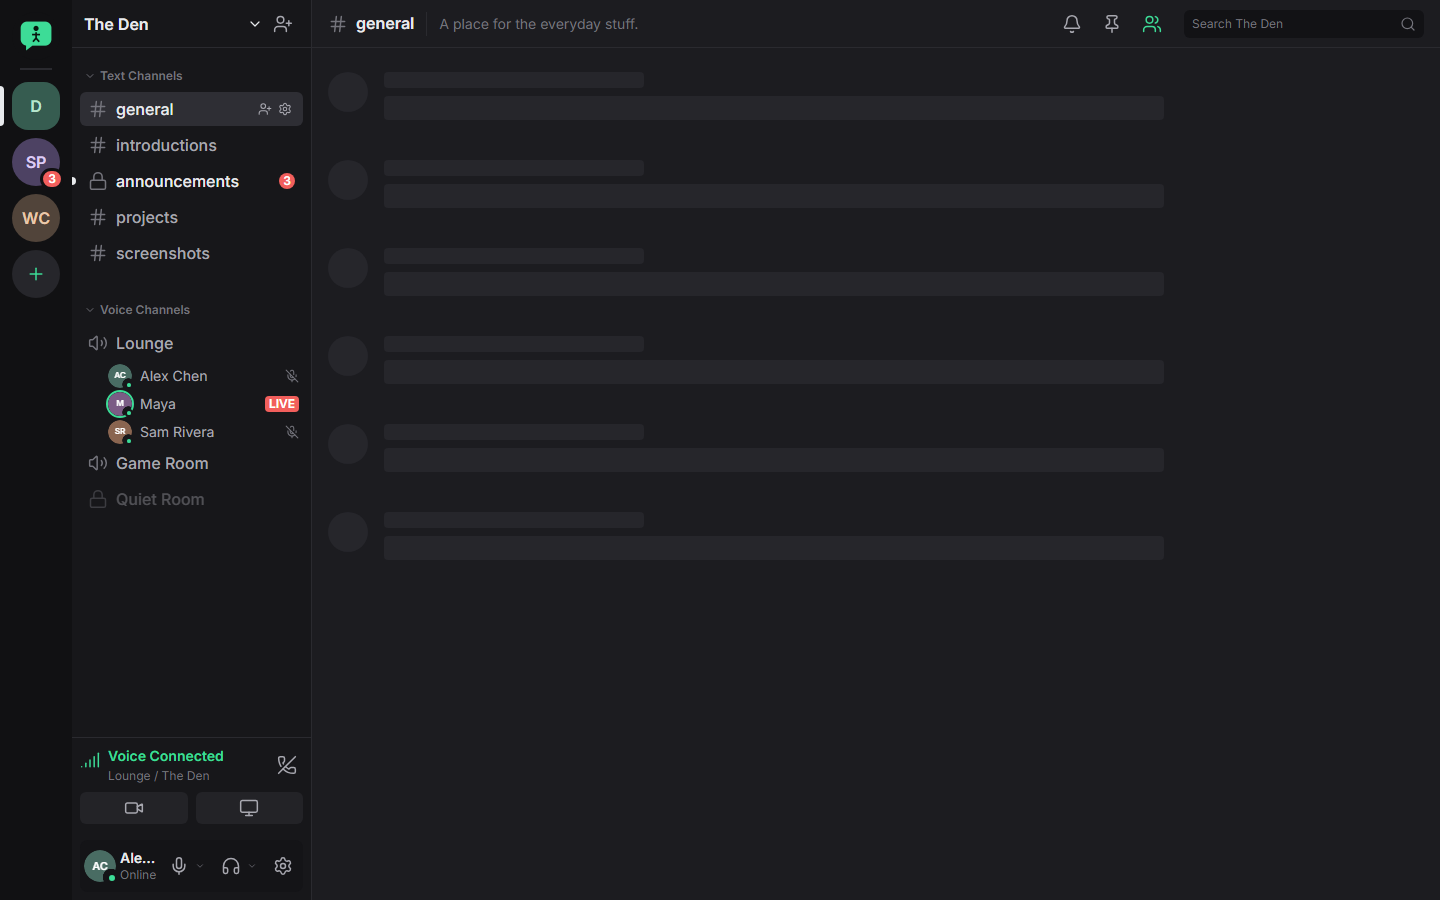 The Den
general
A place for the everyday stuff.
Search The Den
Text Channels
D
general
introductions
SP
3
announcements
3
WC
projects
screenshots
Voice Channels
Lounge
AC
Alex Chen
M
Maya
LIVE
SR
Sam Rivera
Game Room
Quiet Room
Voice Connected
Lounge / The Den
AC
Ale...
Online